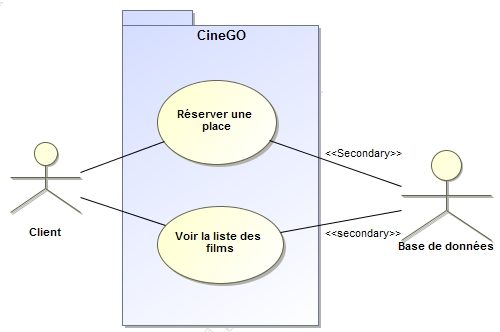 CineGO
Réserver une
place
<<Secondary>>
Client
Voir la liste des
films
<<secondary>>
Base de données